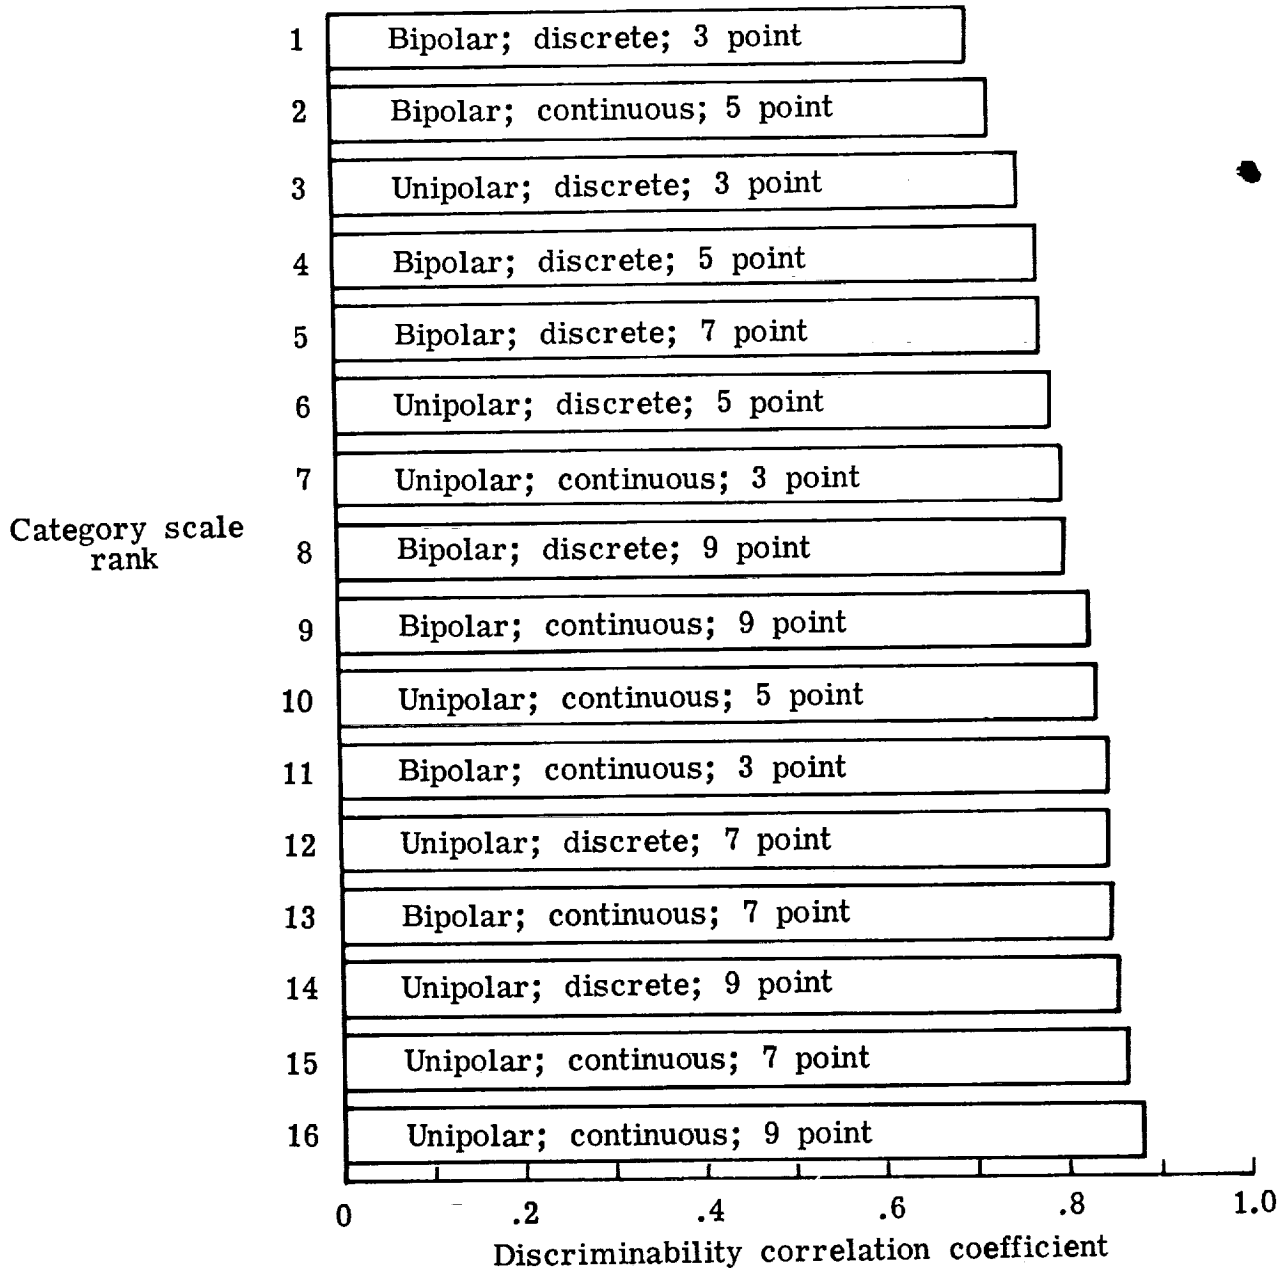 1 Bipolar; discrete; 3 point
2 Bipolar; continuous; 5 point
3 Unipolar; discrete; 3 point
4 Bipolar; discrete; 5 point
5 Bipolar; discrete; 7 point
6 Unipolar; discrete; 5 point
7 Unipolar; continuous; 3 point
Category scale
rank
8 Bipolar; discrete; 9 point
9 Bipolar; continuous; 9 point
10 Unipolar; continuous; 5 point
11 Bipolar; continuous; 3 point
12 Unipolar; discrete; 7 point
13 Bipolar; continuous; 7 point
14 Unipolar; discrete; 9 point
15 Unipolar; continuous; 7 point
16 Unipolar; continuous; 9 point
0 .2 .4 .6 .8 1.0
Discriminability correlation coefficient